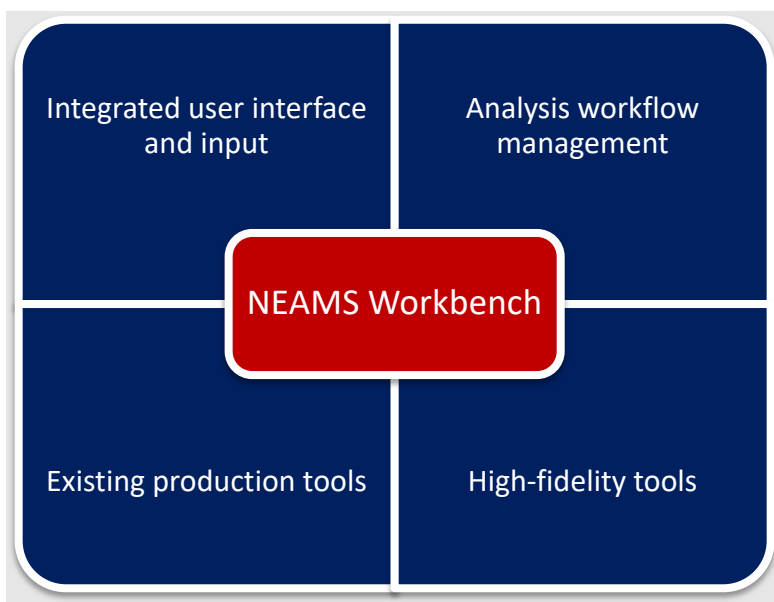 Integrated user interface
and input
Analysis workflow
management
NEAMS Workbench
Existing production tools
High-fidelity tools